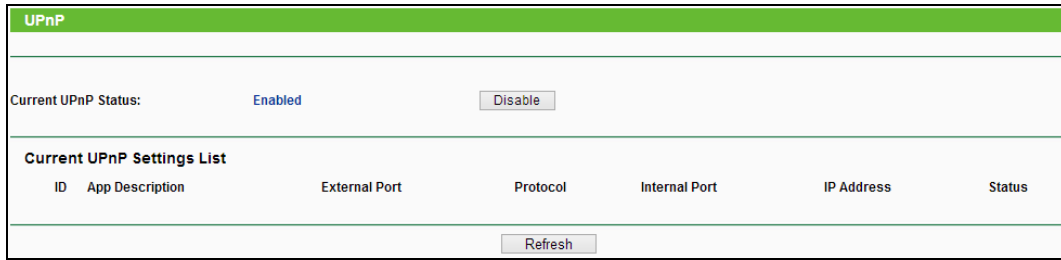 UPnP
Current UPnP Status: Enabled Disable
Current UPnP Settings List
ID App Description External Port Protocol Internal Port IP Address Status
Refresh